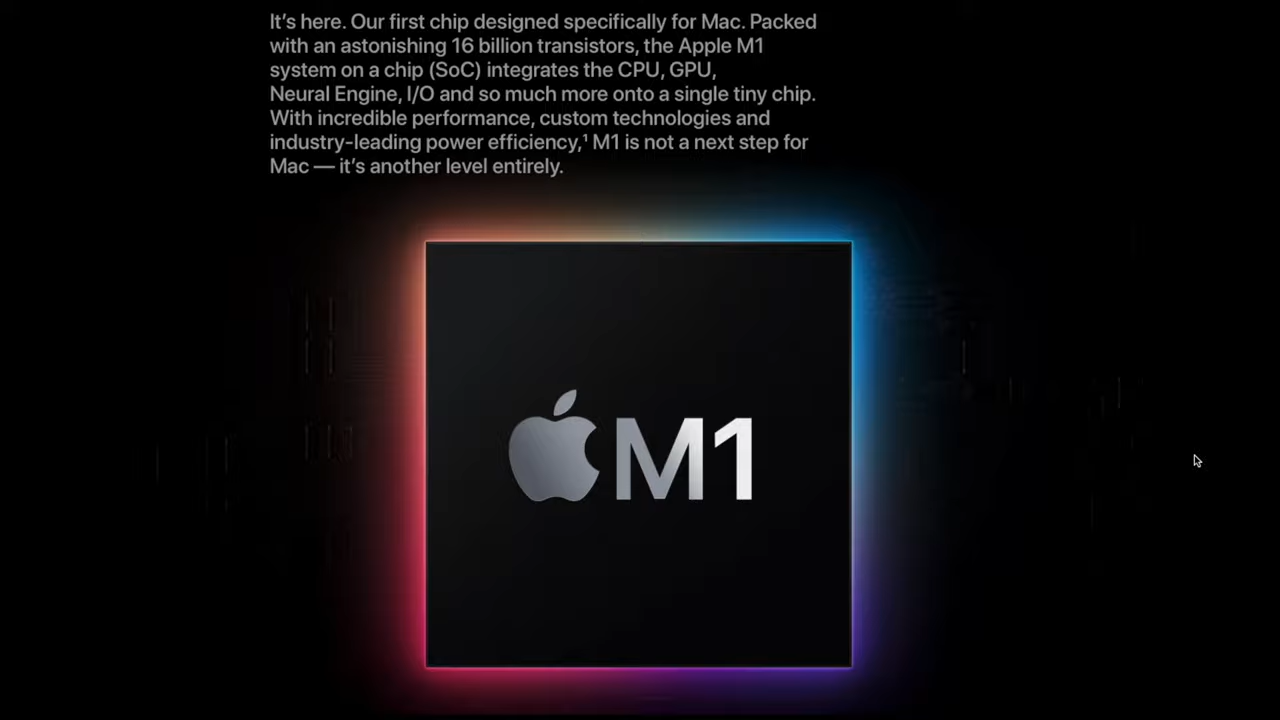 It’s here. Our first chip designed specifically for Mac. Packed
with an astonishing 16 billion transistors, the Apple M1
system on a chip (SoC) integrates the CPU, GPU,
Neural Engine, I/O and so much more onto a single tiny chip.
With incredible performance, custom technologies and
industry-leading power efficiency,¹ M1 is not a next step for
Mac — it’s another level entirely.
M1